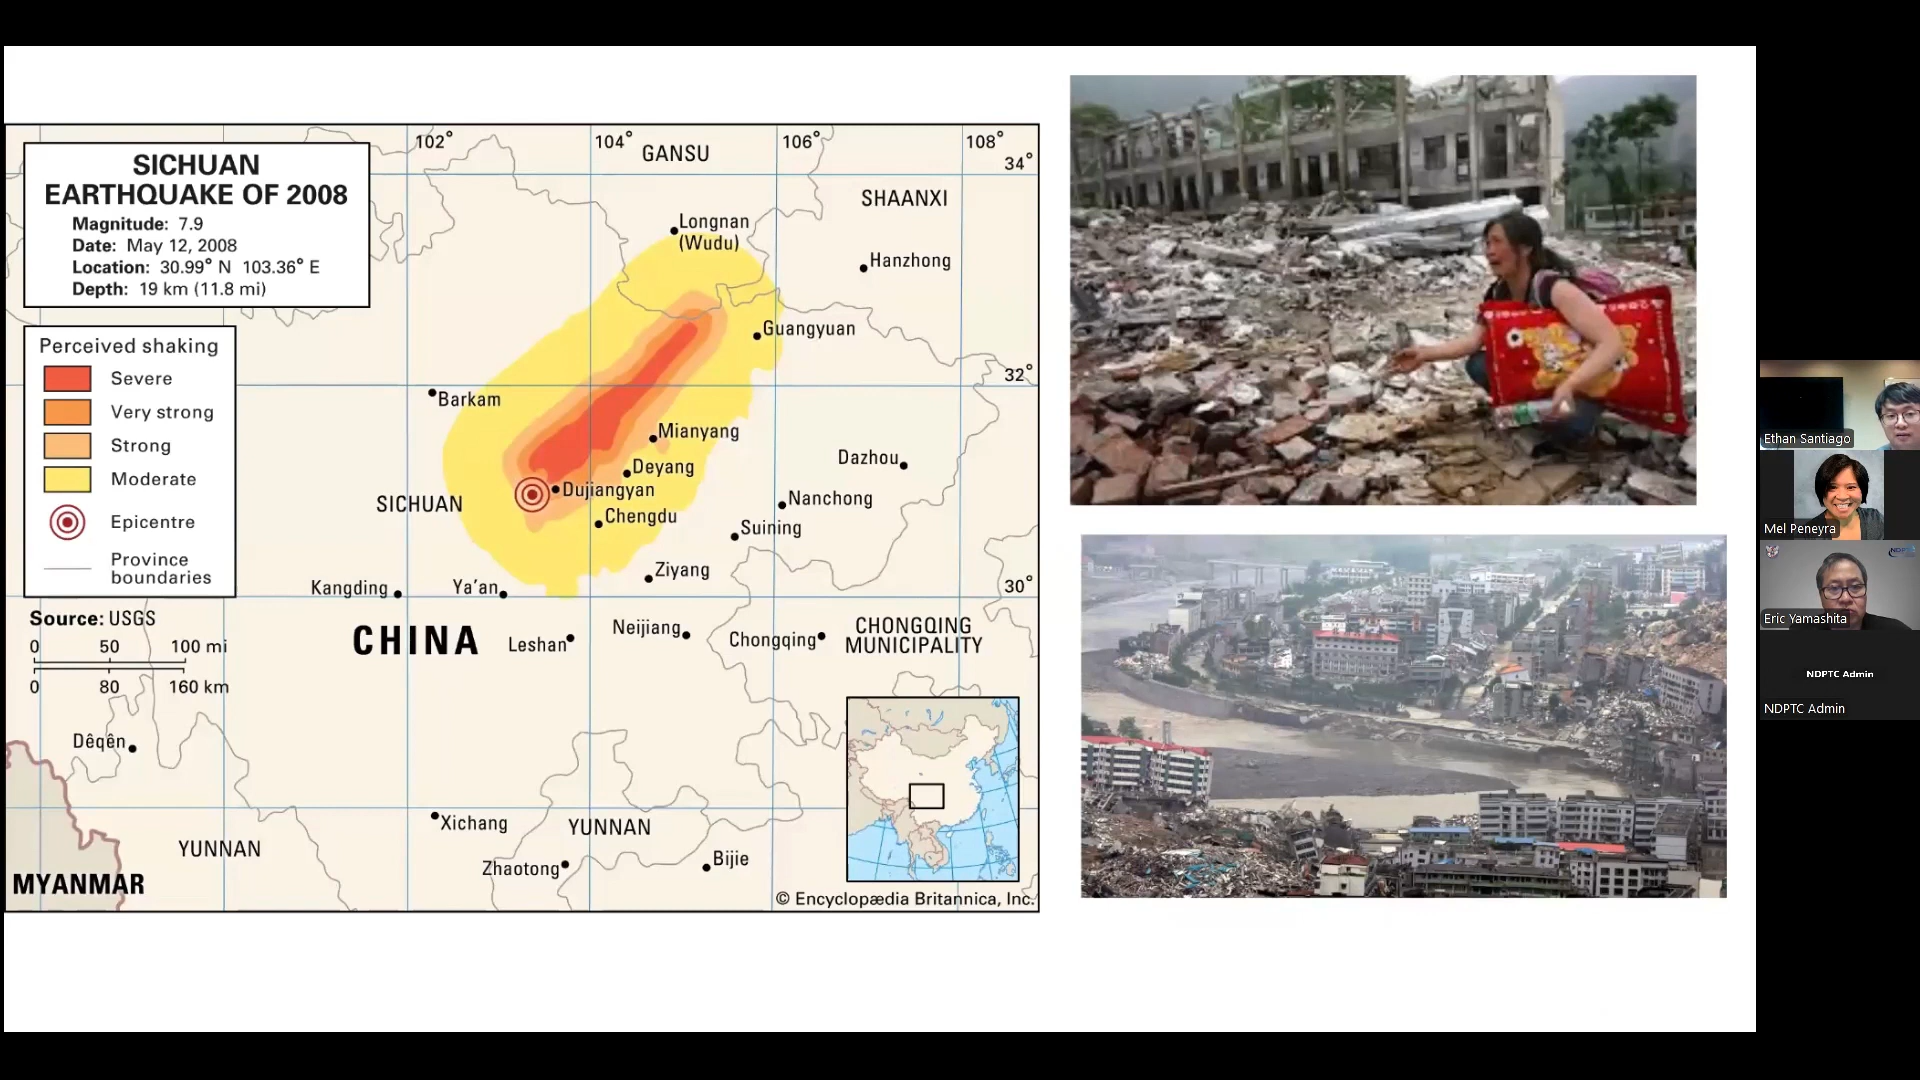 SICHUAN
EARTHQUAKE OF 2008
Magnitude: 7.9
Date: May 12, 2008
Location: 30.99° N 103.36° E
Depth: 19 km (11.8 mi)
Perceived shaking
Severe
Very strong
Strong
Moderate
Epicentre
Province
boundaries
Source: USGS
0 50 100 mi
0 80 160 km
102° 104° 106° 108°
34°
32°
30°
GANSU
SHAANXI
Longnan
(Wudu)
Hanzhong
Guangyuan
Barkam
Mianyang
Deyang
Dazhou
Dujiangyan
Nanchong
SICHUAN
Chengdu
Suining
Ziyang
Kangding
Ya'an
CHINA
Leshan
Neijiang
Chongqing
CHONGQING
MUNICIPALITY
Dêqên
Xichang
YUNNAN
YUNNAN
Zhaotong
Bijie
MYANMAR
© Encyclopædia Britannica, Inc.
Ethan Santiago
Mel Peneyra
Eric Yamashita
NDPTC Admin
NDPTC Admin